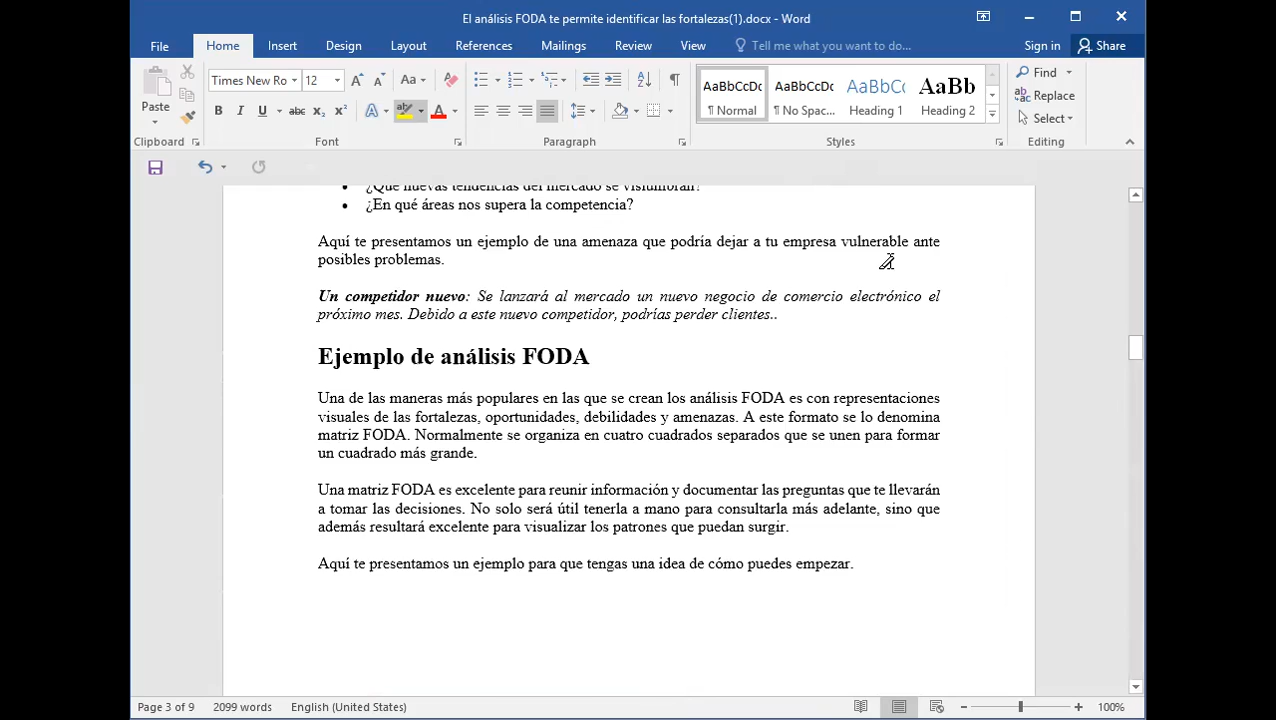 El análisis FODA te permite identificar las fortalezas(1).docx - Word
File Home Insert Design Layout References Mailings Review View Tell me what you want to do... Sign in Share
Times New Ro 12 Aa
AaBbCcDc AaBbCcDc AaBbCc AaBb
Find
Paste
Replace
B I U abc x₂ x² A A
¶ Normal ¶ No Spac... Heading 1 Heading 2
Select
Clipboard Font Paragraph Styles Editing
¿Qué nuevas tendencias del mercado se vislumbran?
• ¿En qué áreas nos supera la competencia?
Aquí te presentamos un ejemplo de una amenaza que podría dejar a tu empresa vulnerable ante
posibles problemas.
Un competidor nuevo: Se lanzará al mercado un nuevo negocio de comercio electrónico el
próximo mes. Debido a este nuevo competidor, podrías perder clientes..
Ejemplo de análisis FODA
Una de las maneras más populares en las que se crean los análisis FODA es con representaciones
visuales de las fortalezas, oportunidades, debilidades y amenazas. A este formato se lo denomina
matriz FODA. Normalmente se organiza en cuatro cuadrados separados que se unen para formar
un cuadrado más grande.
Una matriz FODA es excelente para reunir información y documentar las preguntas que te llevarán
a tomar las decisiones. No solo será útil tenerla a mano para consultarla más adelante, sino que
además resultará excelente para visualizar los patrones que puedan surgir.
Aquí te presentamos un ejemplo para que tengas una idea de cómo puedes empezar.
Page 3 of 9 2099 words English (United States) 100%